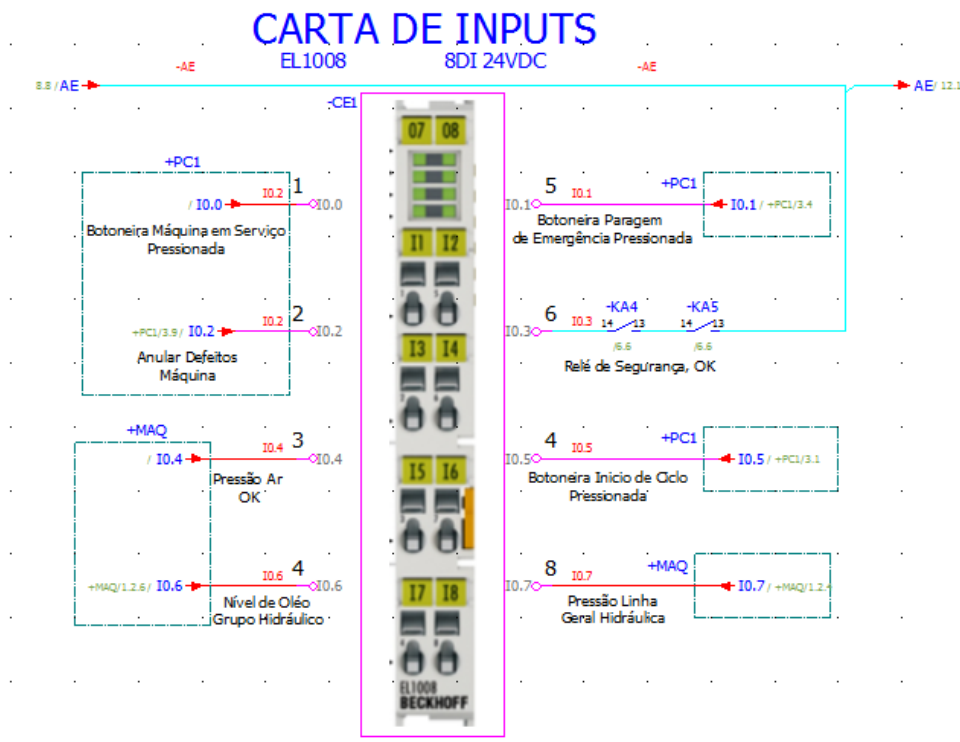 CARTA DE INPUTS
EL1008 8DI 24VDC
-AE -AE
8.8 / AE AE / 12.1
-CE1
07 08
+PC1
/ I0.0 I0.2 1 I0.0
Botoneira Máquina em Serviço
Pressionada
+PC1/3.9 / I0.2 I0.2 2 I0.2
Anular Defeitos
Máquina
+MAQ
/ I0.4 I0.4 3 I0.4
Pressão Ar
OK
+MAQ/1.2.6 / I0.6 I0.6 4 I0.6
Nível de Oléo
Grupo Hidráulico
I1 I2
I3 I4
I5 I6
I7 I8
EL1008
BECKHOFF
+PC1
I0.1 5 I0.1 I0.1 / +PC1/3.4
Botoneira Paragem
de Emergência Pressionada
-KA4 -KA5
I0.3 6 I0.3 14 13 14 13
/6.6 /6.6
Relé de Segurança, OK
+PC1
I0.5 4 I0.5 I0.5 / +PC1/3.1
Botoneira Inicio de Ciclo
Pressionada
+MAQ
I0.7 8 I0.7 I0.7 / +MAQ/1.2.4
Pressão Linha
Geral Hidráulica